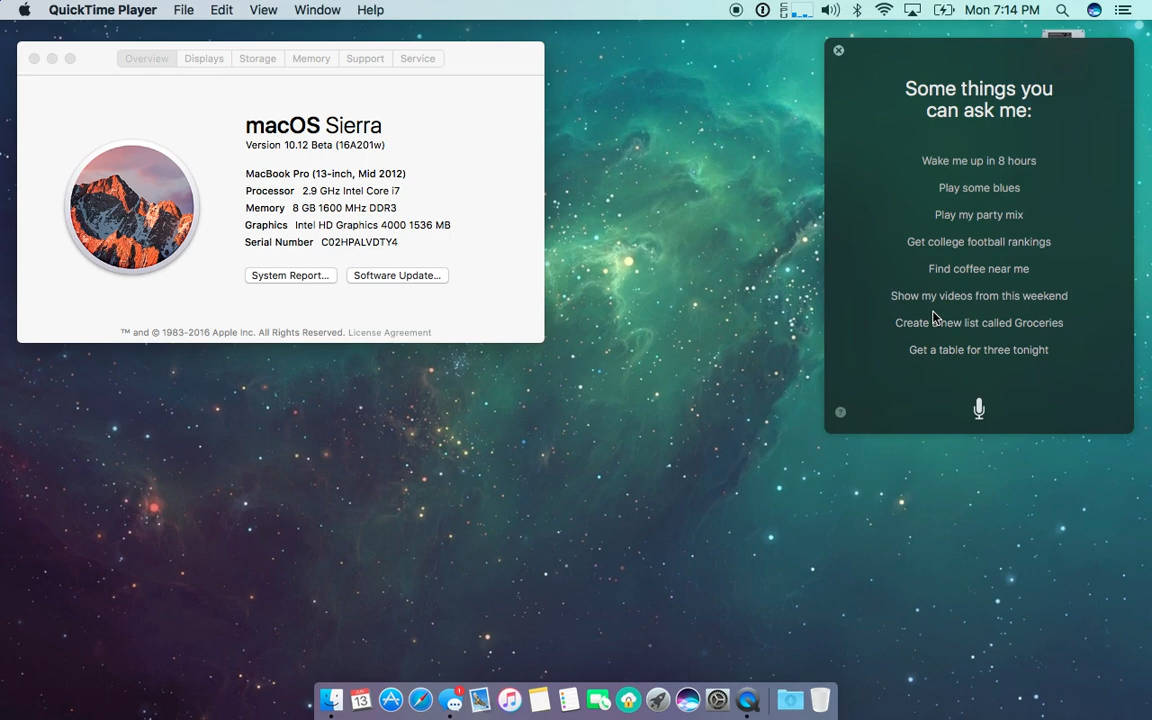 QuickTime Player File Edit View Window Help
Mon 7:14 PM
Overview Displays Storage Memory Support Service
macOS Sierra
Version 10.12 Beta (16A201w)
MacBook Pro (13-inch, Mid 2012)
Processor 2.9 GHz Intel Core i7
Memory 8 GB 1600 MHz DDR3
Graphics Intel HD Graphics 4000 1536 MB
Serial Number C02HPALVDTY4
System Report... Software Update...
™ and © 1983-2016 Apple Inc. All Rights Reserved. License Agreement
Some things you
can ask me:
Wake me up in 8 hours
Play some blues
Play my party mix
Get college football rankings
Find coffee near me
Show my videos from this weekend
Create new list called Groceries
Get a table for three tonight
?
13
1